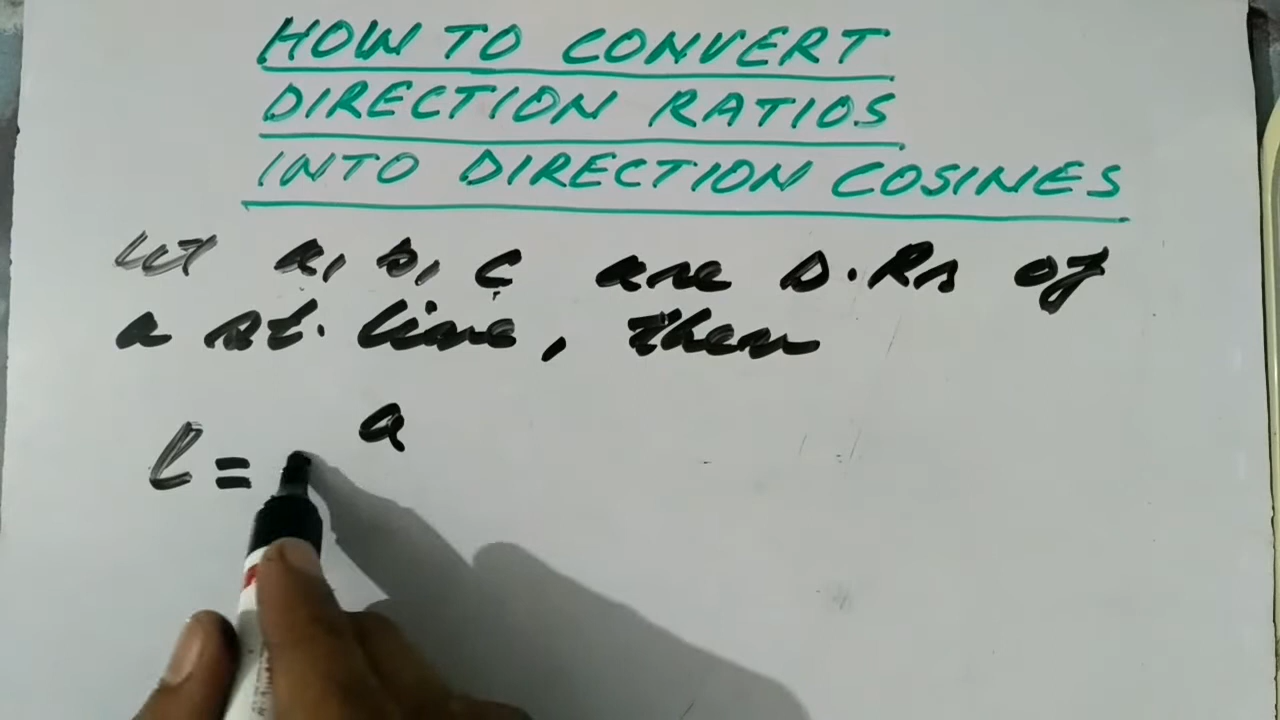 HOW TO CONVERT
DIRECTION RATIOS
INTO DIRECTION COSINES
Let a, b, c are D.Rs of
a st. line, then
l = a